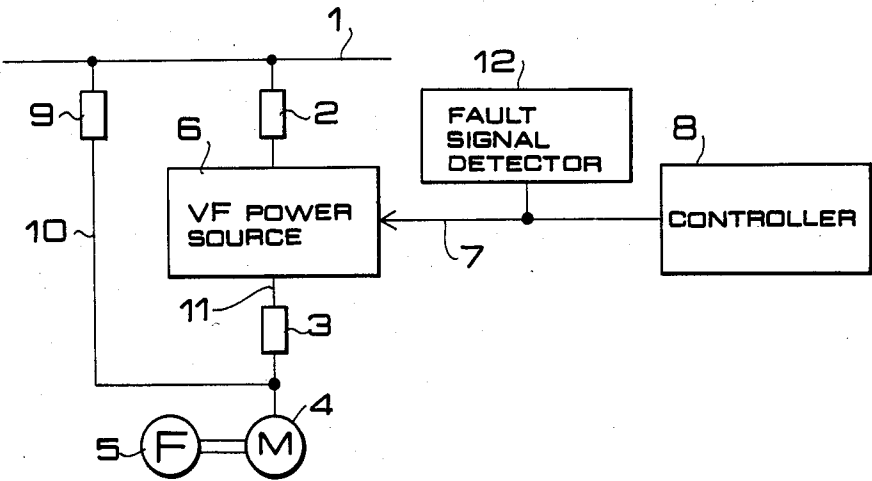 1
12
9
2
FAULT
SIGNAL
DETECTOR
6
8
VF POWER
SOURCE
CONTROLLER
10
7
11
3
4
5
F
M